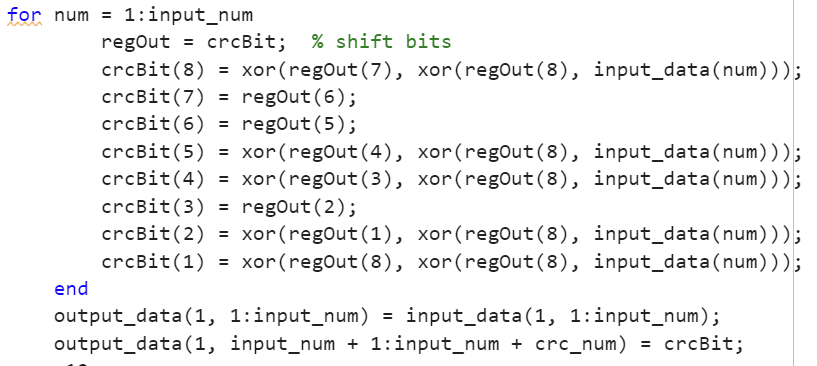 for num = 1:input_num
regOut = crcBit;  % shift bits
crcBit(8) = xor(regOut(7), xor(regOut(8), input_data(num)));
crcBit(7) = regOut(6);
crcBit(6) = regOut(5);
crcBit(5) = xor(regOut(4), xor(regOut(8), input_data(num)));
crcBit(4) = xor(regOut(3), xor(regOut(8), input_data(num)));
crcBit(3) = regOut(2);
crcBit(2) = xor(regOut(1), xor(regOut(8), input_data(num)));
crcBit(1) = xor(regOut(8), xor(regOut(8), input_data(num)));
end
output_data(1, 1:input_num) = input_data(1, 1:input_num);
output_data(1, input_num + 1:input_num + crc_num) = crcBit;